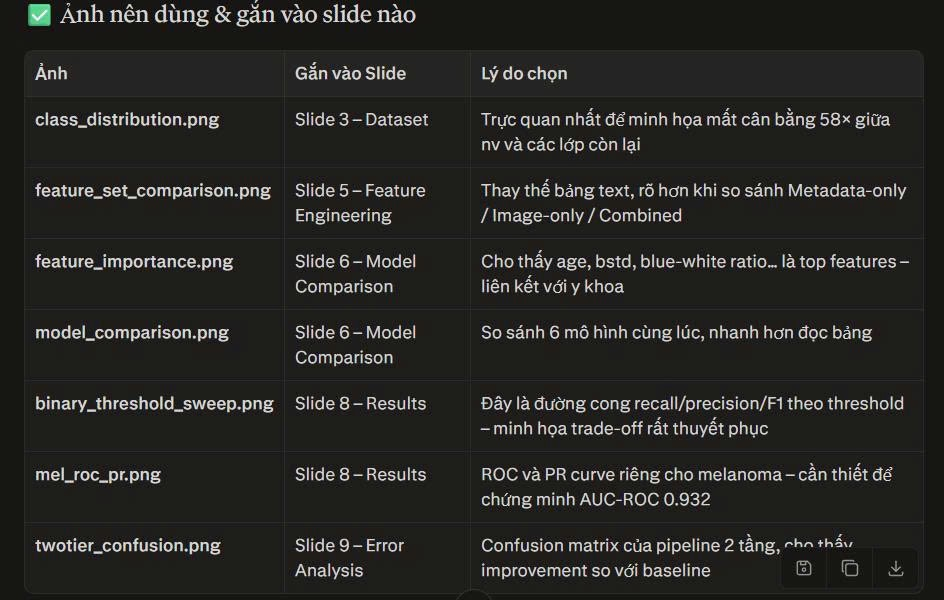 ✅ Ảnh nên dùng & gắn vào slide nào
Ảnh Gắn vào Slide Lý do chọn
class_distribution.png Slide 3 – Dataset Trực quan nhất để minh họa mất cân bằng 58× giữa
nv và các lớp còn lại
feature_set_comparison.png Slide 5 – Feature Thay thế bảng text, rõ hơn khi so sánh Metadata-only
Engineering / Image-only / Combined
feature_importance.png Slide 6 – Model Cho thấy age, bstd, blue-white ratio... là top features –
Comparison liên kết với y khoa
model_comparison.png Slide 6 – Model So sánh 6 mô hình cùng lúc, nhanh hơn đọc bảng
Comparison
binary_threshold_sweep.png Slide 8 – Results Đây là đường cong recall/precision/F1 theo threshold
– minh họa trade-off rất thuyết phục
mel_roc_pr.png Slide 8 – Results ROC và PR curve riêng cho melanoma – cần thiết để
chứng minh AUC-ROC 0.932
twotier_confusion.png Slide 9 – Error Confusion matrix của pipeline 2 tầng, cho thấy
Analysis improvement so với baseline